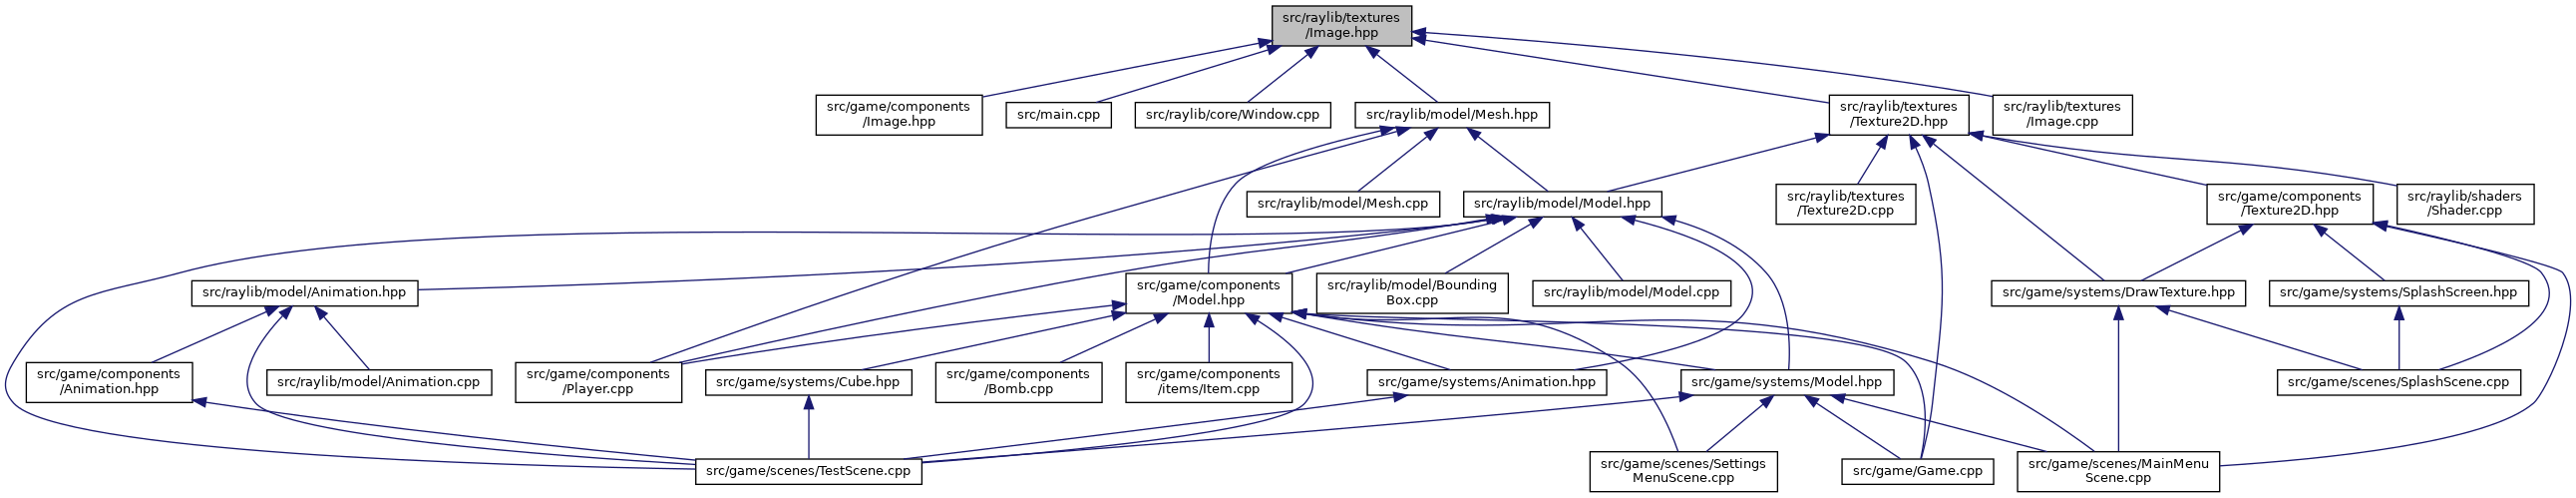 src/raylib/textures
/Image.hpp
src/game/components
/Image.hpp
src/main.cpp
src/raylib/core/Window.cpp
src/raylib/model/Mesh.hpp
src/raylib/textures
/Texture2D.hpp
src/raylib/textures
/Image.cpp
src/raylib/model/Mesh.cpp
src/raylib/model/Model.hpp
src/raylib/textures
/Texture2D.cpp
src/game/components
/Texture2D.hpp
src/raylib/shaders
/Shader.cpp
src/raylib/model/Animation.hpp
src/game/components
/Model.hpp
src/raylib/model/Bounding
Box.cpp
src/raylib/model/Model.cpp
src/game/systems/DrawTexture.hpp
src/game/systems/SplashScreen.hpp
src/game/components
/Animation.hpp
src/raylib/model/Animation.cpp
src/game/components
/Player.cpp
src/game/systems/Cube.hpp
src/game/components
/Bomb.cpp
src/game/components
/items/Item.cpp
src/game/systems/Animation.hpp
src/game/systems/Model.hpp
src/game/scenes/SplashScene.cpp
src/game/scenes/TestScene.cpp
src/game/scenes/Settings
MenuScene.cpp
src/game/Game.cpp
src/game/scenes/MainMenu
Scene.cpp